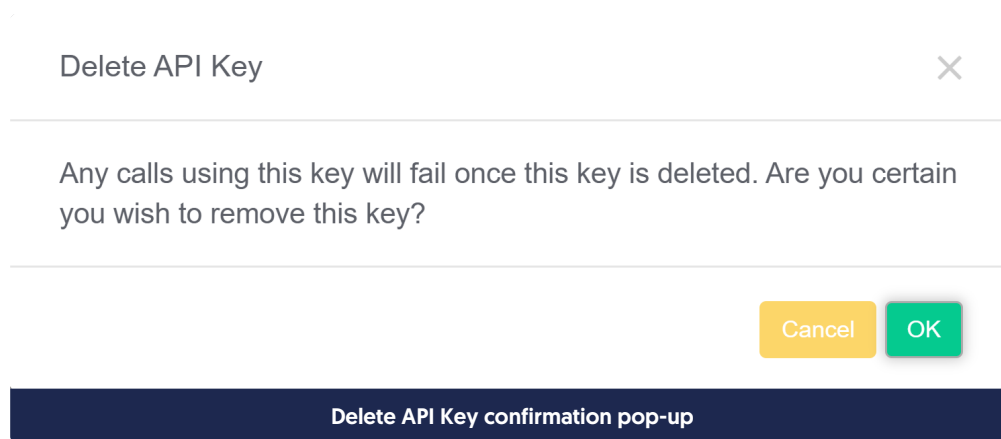 Delete API Key
Any calls using this key will fail once this key is deleted. Are you certain
you wish to remove this key?
Cancel
OK
Delete API Key confirmation pop-up